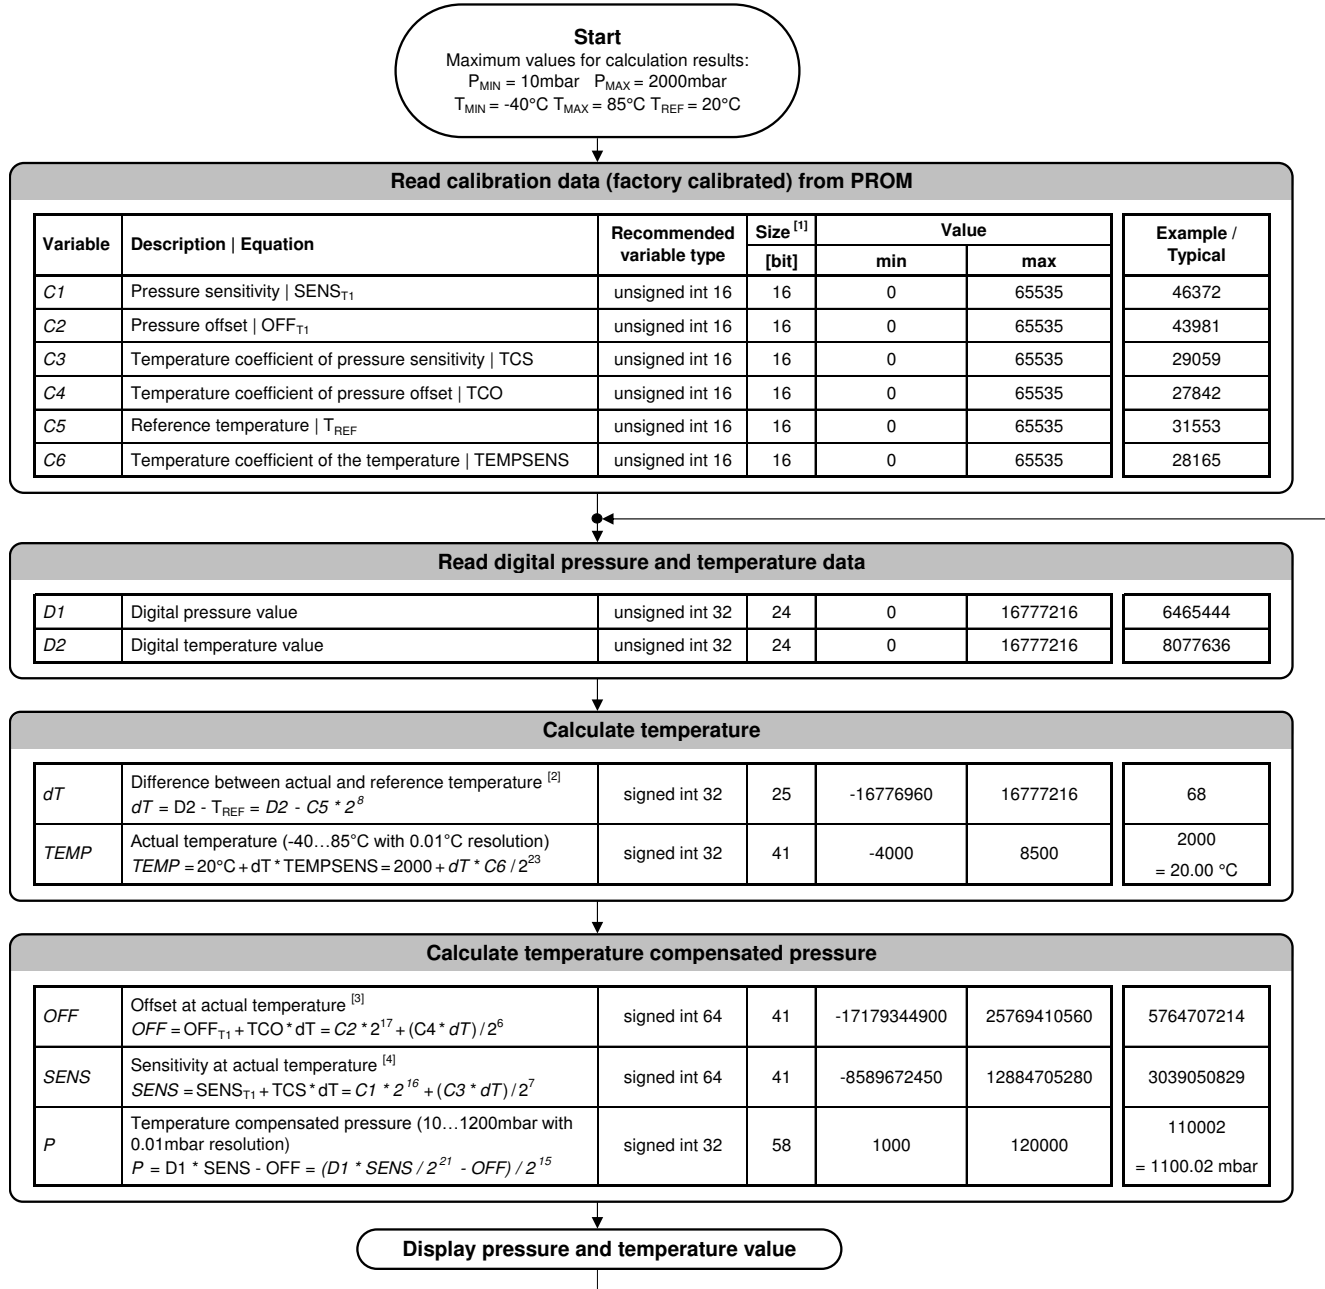 Start
Maximum values for calculation results:
P_MIN = 10mbar P_MAX = 2000mbar
T_MIN = -40°C T_MAX = 85°C T_REF = 20°C
Read calibration data (factory calibrated) from PROM
Variable | Description | Equation | Recommended variable type | Size [1] [bit] | Value min | max | Example / Typical
C1 | Pressure sensitivity | SENS_T1 | unsigned int 16 | 16 | 0 | 65535 | 46372
C2 | Pressure offset | OFF_T1 | unsigned int 16 | 16 | 0 | 65535 | 43981
C3 | Temperature coefficient of pressure sensitivity | TCS | unsigned int 16 | 16 | 0 | 65535 | 29059
C4 | Temperature coefficient of pressure offset | TCO | unsigned int 16 | 16 | 0 | 65535 | 27842
C5 | Reference temperature | T_REF | unsigned int 16 | 16 | 0 | 65535 | 31553
C6 | Temperature coefficient of the temperature | TEMPSENS | unsigned int 16 | 16 | 0 | 65535 | 28165
Read digital pressure and temperature data
D1 | Digital pressure value | unsigned int 32 | 24 | 0 | 16777216 | 6465444
D2 | Digital temperature value | unsigned int 32 | 24 | 0 | 16777216 | 8077636
Calculate temperature
dT | Difference between actual and reference temperature [2]
dT = D2 - T_REF = D2 - C5 * 2^8 | signed int 32 | 25 | -16776960 | 16777216 | 68
TEMP | Actual temperature (-40…85°C with 0.01°C resolution)
TEMP = 20°C + dT * TEMPSENS = 2000 + dT * C6 / 2^23 | signed int 32 | 41 | -4000 | 8500 | 2000
= 20.00 °C
Calculate temperature compensated pressure
OFF | Offset at actual temperature [3]
OFF = OFF_T1 + TCO * dT = C2 * 2^17 + (C4 * dT) / 2^6 | signed int 64 | 41 | -17179344900 | 25769410560 | 5764707214
SENS | Sensitivity at actual temperature [4]
SENS = SENS_T1 + TCS * dT = C1 * 2^16 + (C3 * dT) / 2^7 | signed int 64 | 41 | -8589672450 | 12884705280 | 3039050829
P | Temperature compensated pressure (10…1200mbar with
0.01mbar resolution)
P = D1 * SENS - OFF = (D1 * SENS / 2^21 - OFF) / 2^15 | signed int 32 | 58 | 1000 | 120000 | 110002
= 1100.02 mbar
Display pressure and temperature value